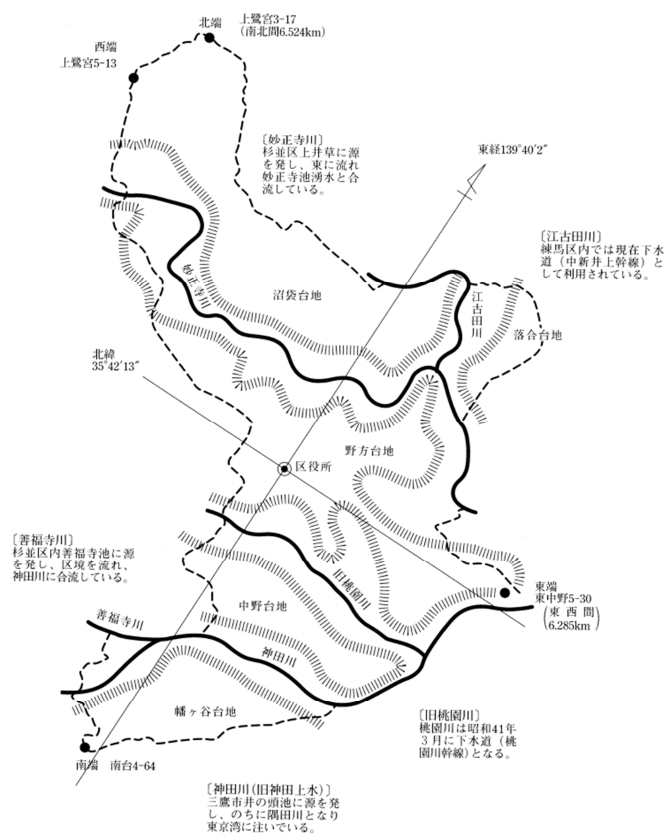 北端
上鷺宮3-17
(南北間6.524km)
西端
上鷺宮5-13
〔妙正寺川〕
杉並区上井草に源
を発し、東に流れ
妙正寺池湧水と合
流している。
東経139°40′2″
〔江古田川〕
練馬区内では現在下水
道(中新井上幹線)と
して利用されている。
妙正寺川
沼袋台地
江古田川
落合台地
北緯
35°42′13″
野方台地
区役所
〔善福寺川〕
杉並区内善福寺池に源
を発し、区境を流れ、
神田川に合流している。
旧桃園川
東端
東中野5-30
(東西間
6.285km)
中野台地
善福寺川
神田川
幡ヶ谷台地
〔旧桃園川〕
桃園川は昭和41年
3月に下水道(桃
園川幹線)となる。
南端 南台4-64
〔神田川(旧神田上水)〕
三鷹市井の頭池に源を発
し、のちに隅田川となり
東京湾に注いでいる。